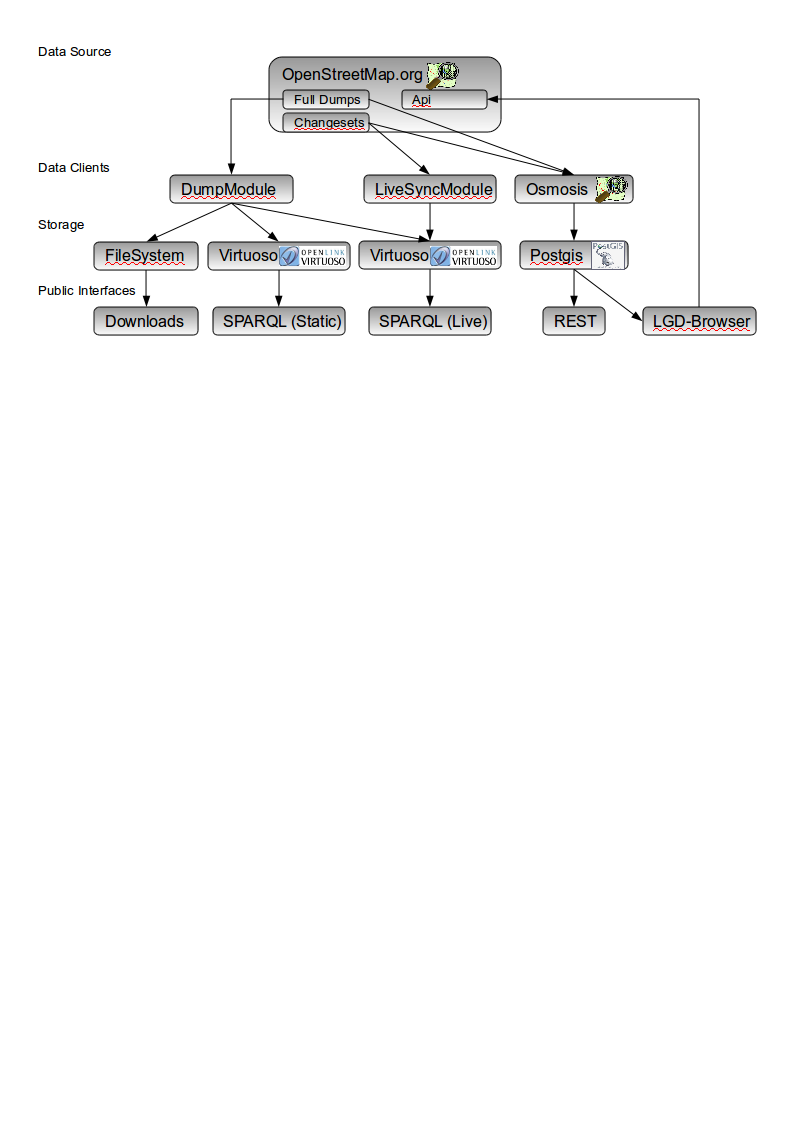 Data Source
OpenStreetMap.org
Full Dumps
Api
Changesets
Data Clients
DumpModule
LiveSyncModule
Osmosis
Storage
FileSystem
Virtuoso
OPENLINK
VIRTUOSO
Virtuoso
OPENLINK
VIRTUOSO
Postgis
PostGIS
Public Interfaces
Downloads
SPARQL (Static)
SPARQL (Live)
REST
LGD-Browser